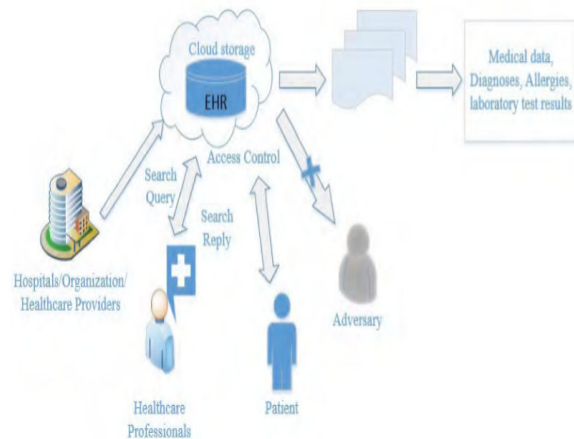 Cloud storage
EHR
Medical data,
Diagnoses, Allergies,
laboratory test results
Access Control
Search
Query
Search
Reply
Hospitals/Organization/
Healthcare Providers
Adversary
Healthcare
Professionals
Patient